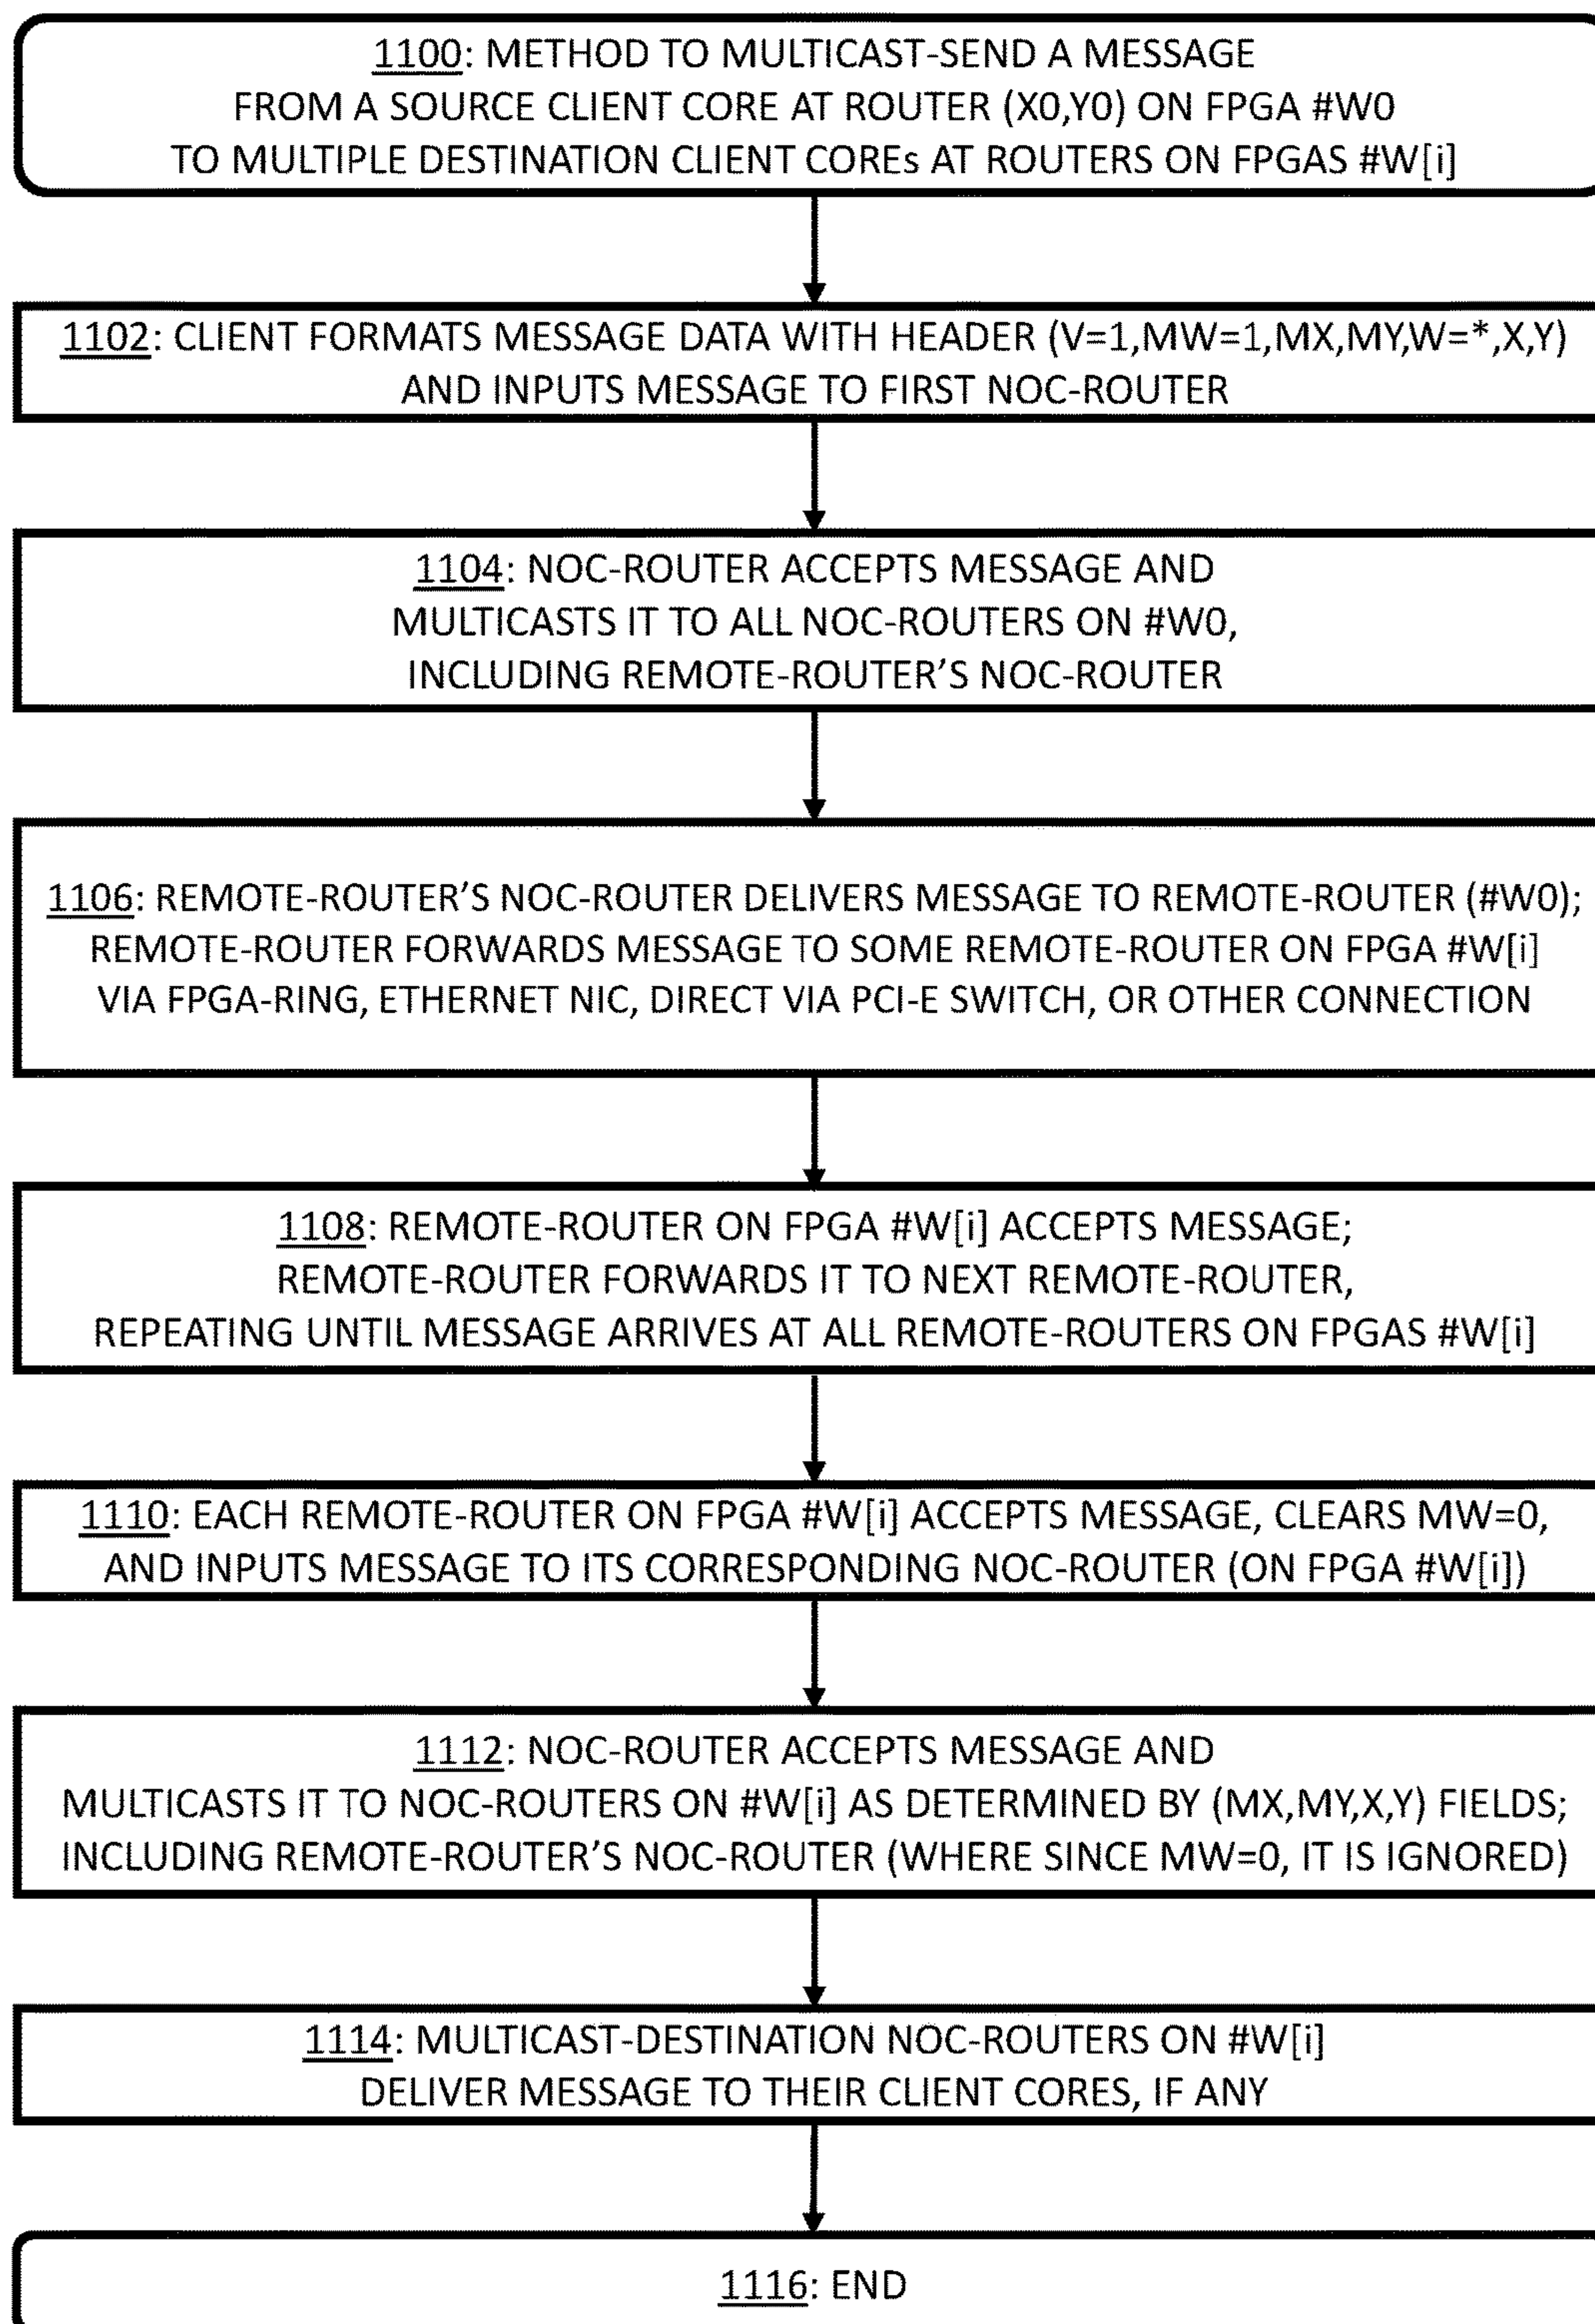 1100: METHOD TO MULTICAST-SEND A MESSAGE
FROM A SOURCE CLIENT CORE AT ROUTER (X0,Y0) ON FPGA #W0
TO MULTIPLE DESTINATION CLIENT COREs AT ROUTERS ON FPGAS #W[i]
1102: CLIENT FORMATS MESSAGE DATA WITH HEADER (V=1,MW=1,MX,MY,W=*,X,Y)
AND INPUTS MESSAGE TO FIRST NOC-ROUTER
1104: NOC-ROUTER ACCEPTS MESSAGE AND
MULTICASTS IT TO ALL NOC-ROUTERS ON #W0,
INCLUDING REMOTE-ROUTER'S NOC-ROUTER
1106: REMOTE-ROUTER'S NOC-ROUTER DELIVERS MESSAGE TO REMOTE-ROUTER (#W0);
REMOTE-ROUTER FORWARDS MESSAGE TO SOME REMOTE-ROUTER ON FPGA #W[i]
VIA FPGA-RING, ETHERNET NIC, DIRECT VIA PCI-E SWITCH, OR OTHER CONNECTION
1108: REMOTE-ROUTER ON FPGA #W[i] ACCEPTS MESSAGE;
REMOTE-ROUTER FORWARDS IT TO NEXT REMOTE-ROUTER,
REPEATING UNTIL MESSAGE ARRIVES AT ALL REMOTE-ROUTERS ON FPGAS #W[i]
1110: EACH REMOTE-ROUTER ON FPGA #W[i] ACCEPTS MESSAGE, CLEARS MW=0,
AND INPUTS MESSAGE TO ITS CORRESPONDING NOC-ROUTER (ON FPGA #W[i])
1112: NOC-ROUTER ACCEPTS MESSAGE AND
MULTICASTS IT TO NOC-ROUTERS ON #W[i] AS DETERMINED BY (MX,MY,X,Y) FIELDS;
INCLUDING REMOTE-ROUTER'S NOC-ROUTER (WHERE SINCE MW=0, IT IS IGNORED)
1114: MULTICAST-DESTINATION NOC-ROUTERS ON #W[i]
DELIVER MESSAGE TO THEIR CLIENT CORES, IF ANY
1116: END